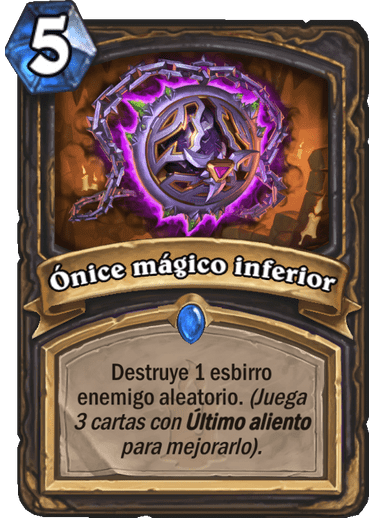 5
Ónice mágico inferior
Destruye 1 esbirro
enemigo aleatorio. (Juega
3 cartas con Último aliento
para mejorarlo).